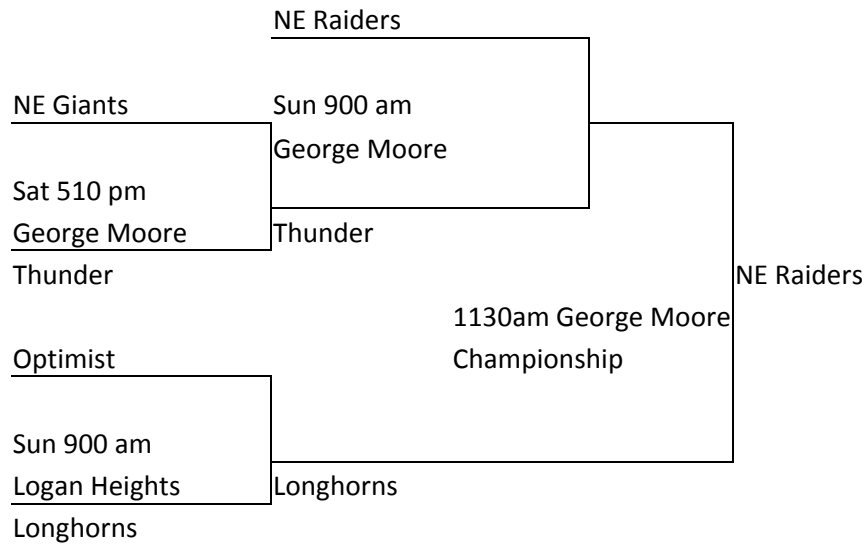 NE Raiders
NE Giants
Sun 900 am
George Moore
Sat 510 pm
George Moore
Thunder
Thunder
NE Raiders
1130am George Moore
Championship
Optimist
Sun 900 am
Logan Heights
Longhorns
Longhorns